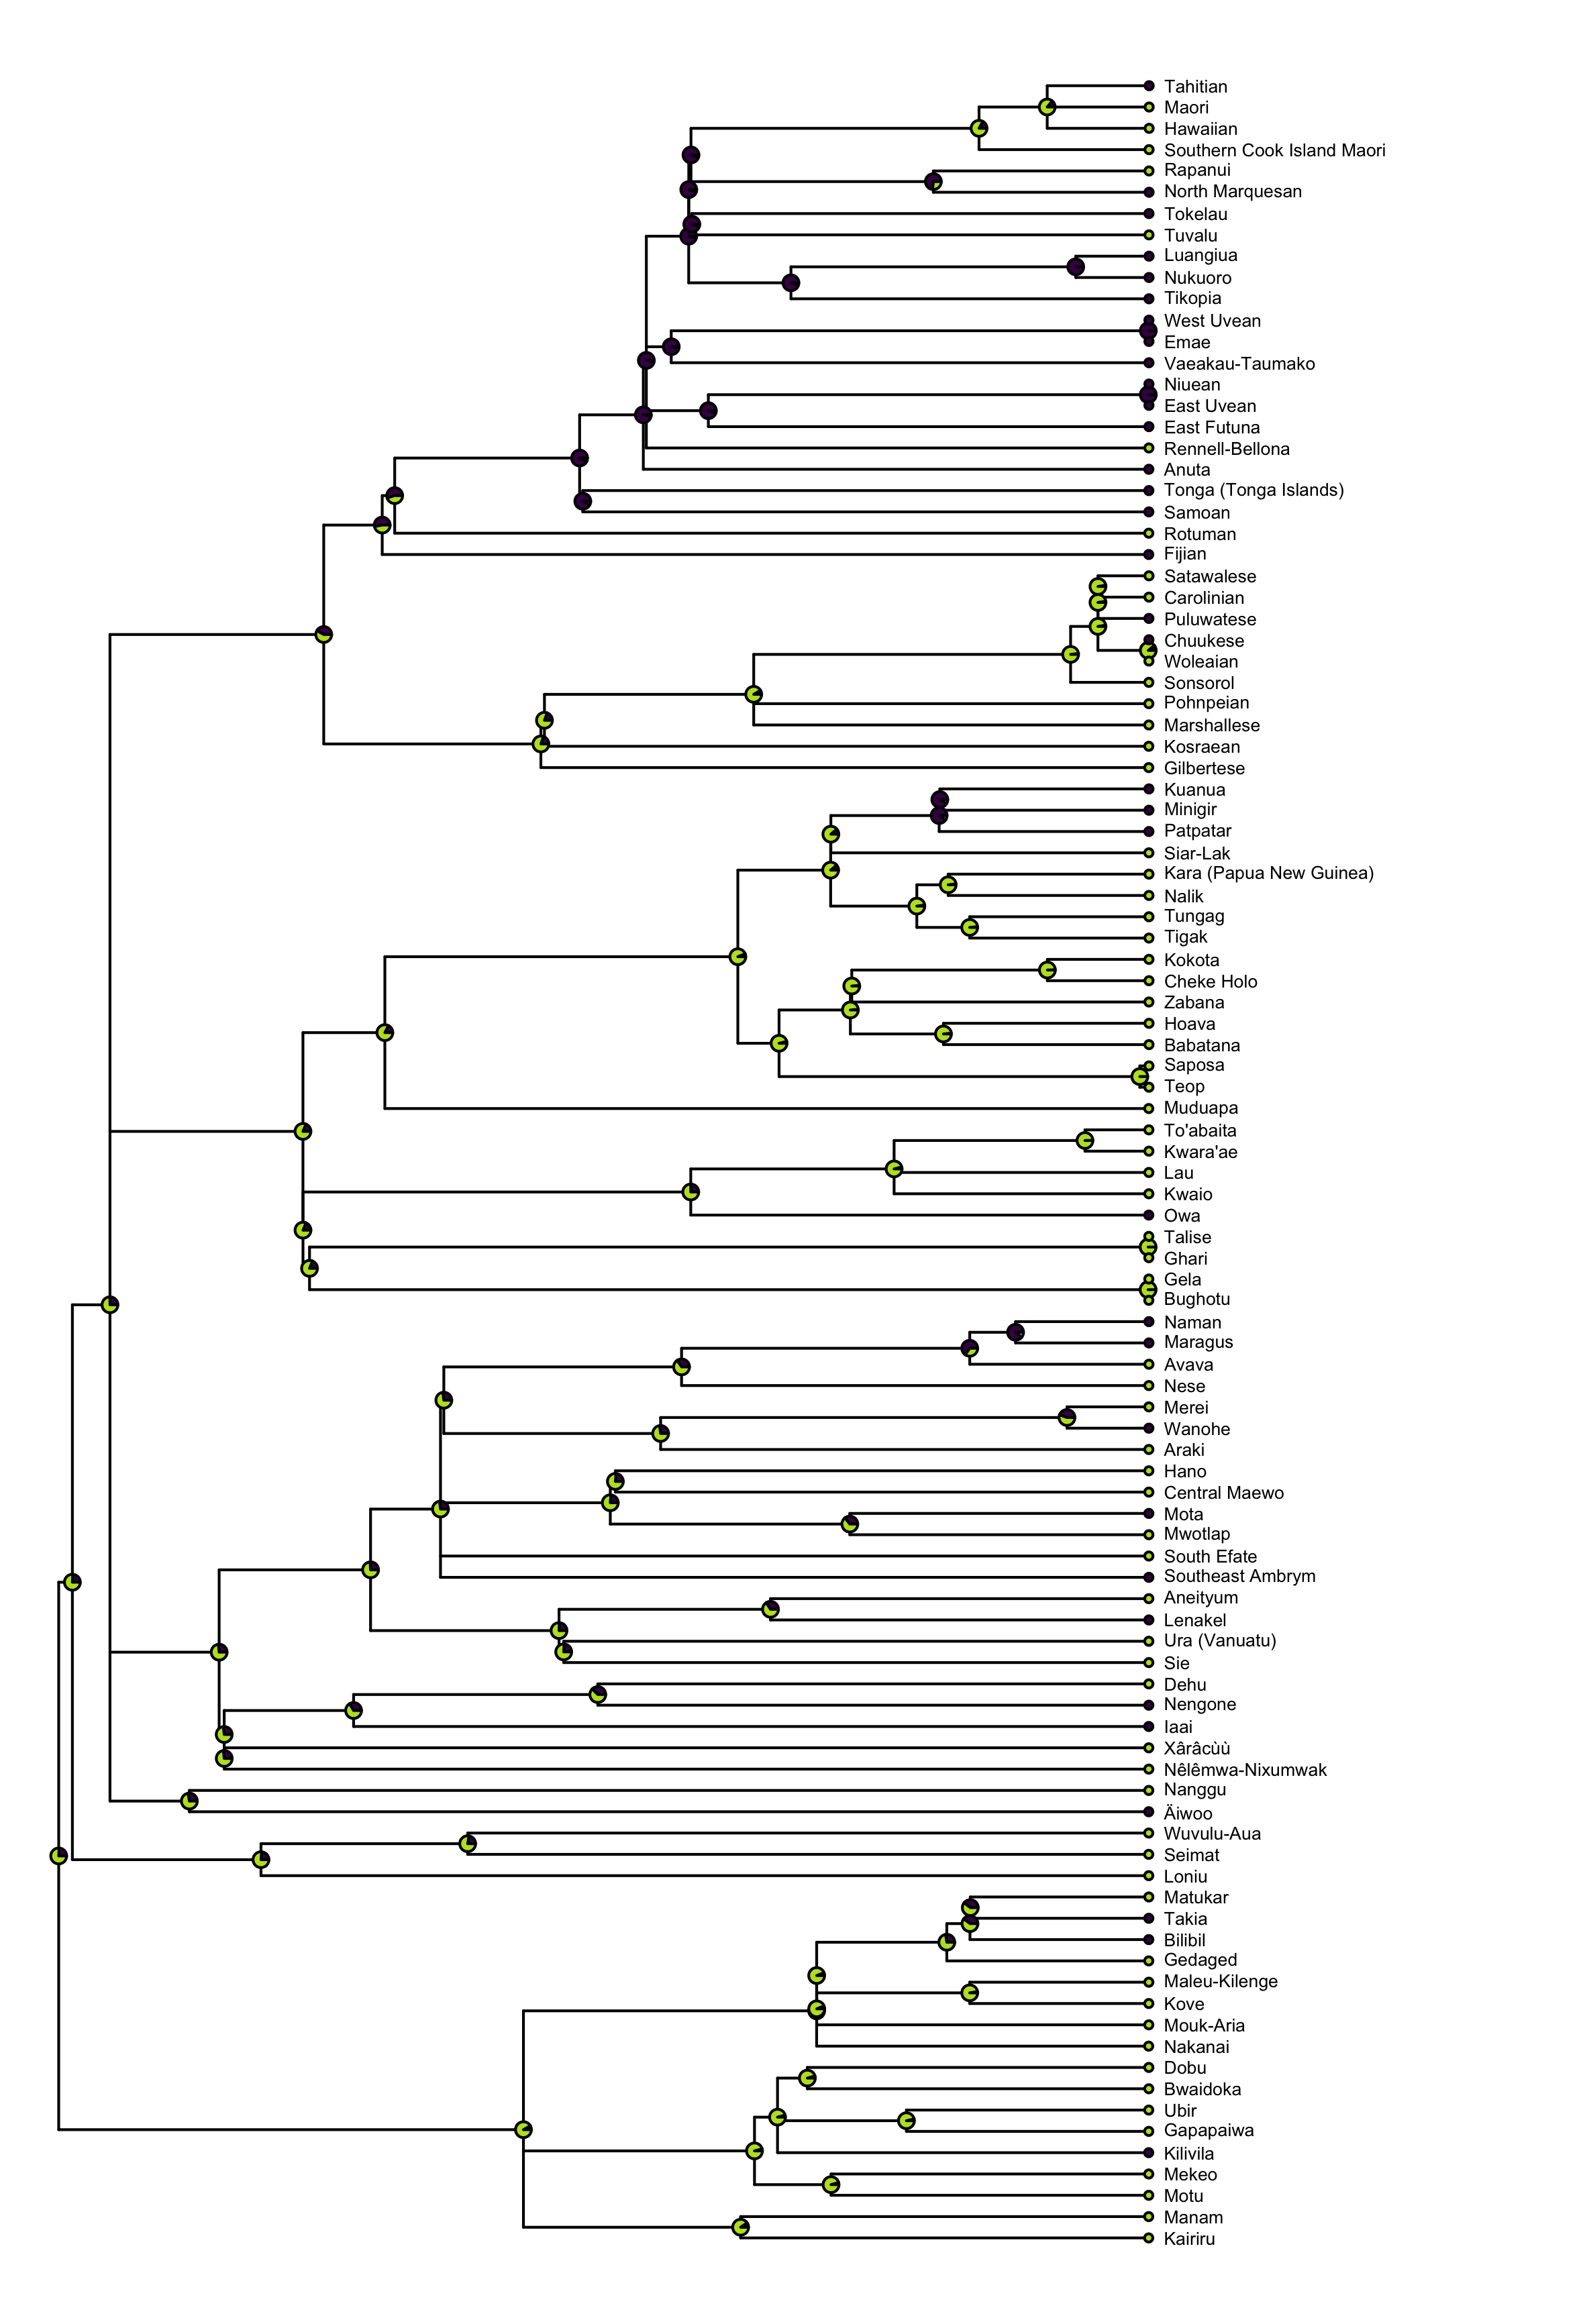 Tahitian
Maori
Hawaiian
Southern Cook Island Maori
Rapanui
North Marquesan
Tokelau
Tuvalu
Luangiua
Nukuoro
Tikopia
West Uvean
Emae
Vaeakau-Taumako
Niuean
East Uvean
East Futuna
Rennell-Bellona
Anuta
Tonga (Tonga Islands)
Samoan
Rotuman
Fijian
Satawalese
Carolinian
Puluwatese
Chuukese
Woleaian
Sonsorol
Pohnpeian
Marshallese
Kosraean
Gilbertese
Kuanua
Minigir
Patpatar
Siar-Lak
Kara (Papua New Guinea)
Nalik
Tungag
Tigak
Kokota
Cheke Holo
Zabana
Hoava
Babatana
Saposa
Teop
Muduapa
To'abaita
Kwara'ae
Lau
Kwaio
Owa
Talise
Ghari
Gela
Bughotu
Naman
Maragus
Avava
Nese
Merei
Wanohe
Araki
Hano
Central Maewo
Mota
Mwotlap
South Efate
Southeast Ambrym
Aneityum
Lenakel
Ura (Vanuatu)
Sie
Dehu
Nengone
Iaai
Xârâcùù
Nêlêmwa-Nixumwak
Nanggu
Äiwoo
Wuvulu-Aua
Seimat
Loniu
Matukar
Takia
Bilibil
Gedaged
Maleu-Kilenge
Kove
Mouk-Aria
Nakanai
Dobu
Bwaidoka
Ubir
Gapapaiwa
Kilivila
Mekeo
Motu
Manam
Kairiru